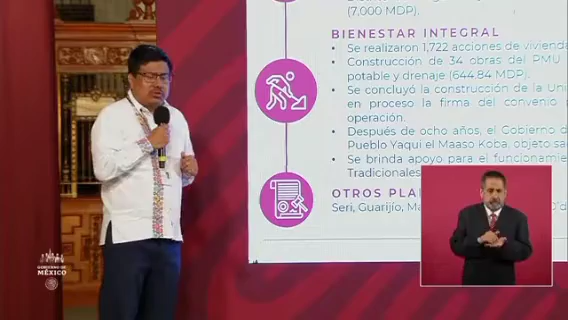 (7,000 MDP).
BIENESTAR INTEGRAL
• Se realizaron 1,722 acciones de vivienda
• Construcción de 34 obras del PMU
potable y drenaje (644.84 MDP).
• Se concluyó la construcción de la Uni
en proceso la firma del convenio
operación.
• Después de ocho años, el Gobierno d
Pueblo Yaqui el Maaso Koba, objeto sa
• Se brinda apoyo para el funcionamie
Tradicionales
OTROS PLA
Seri, Guarijío, Ma
GOBIERNO DE
MÉXICO